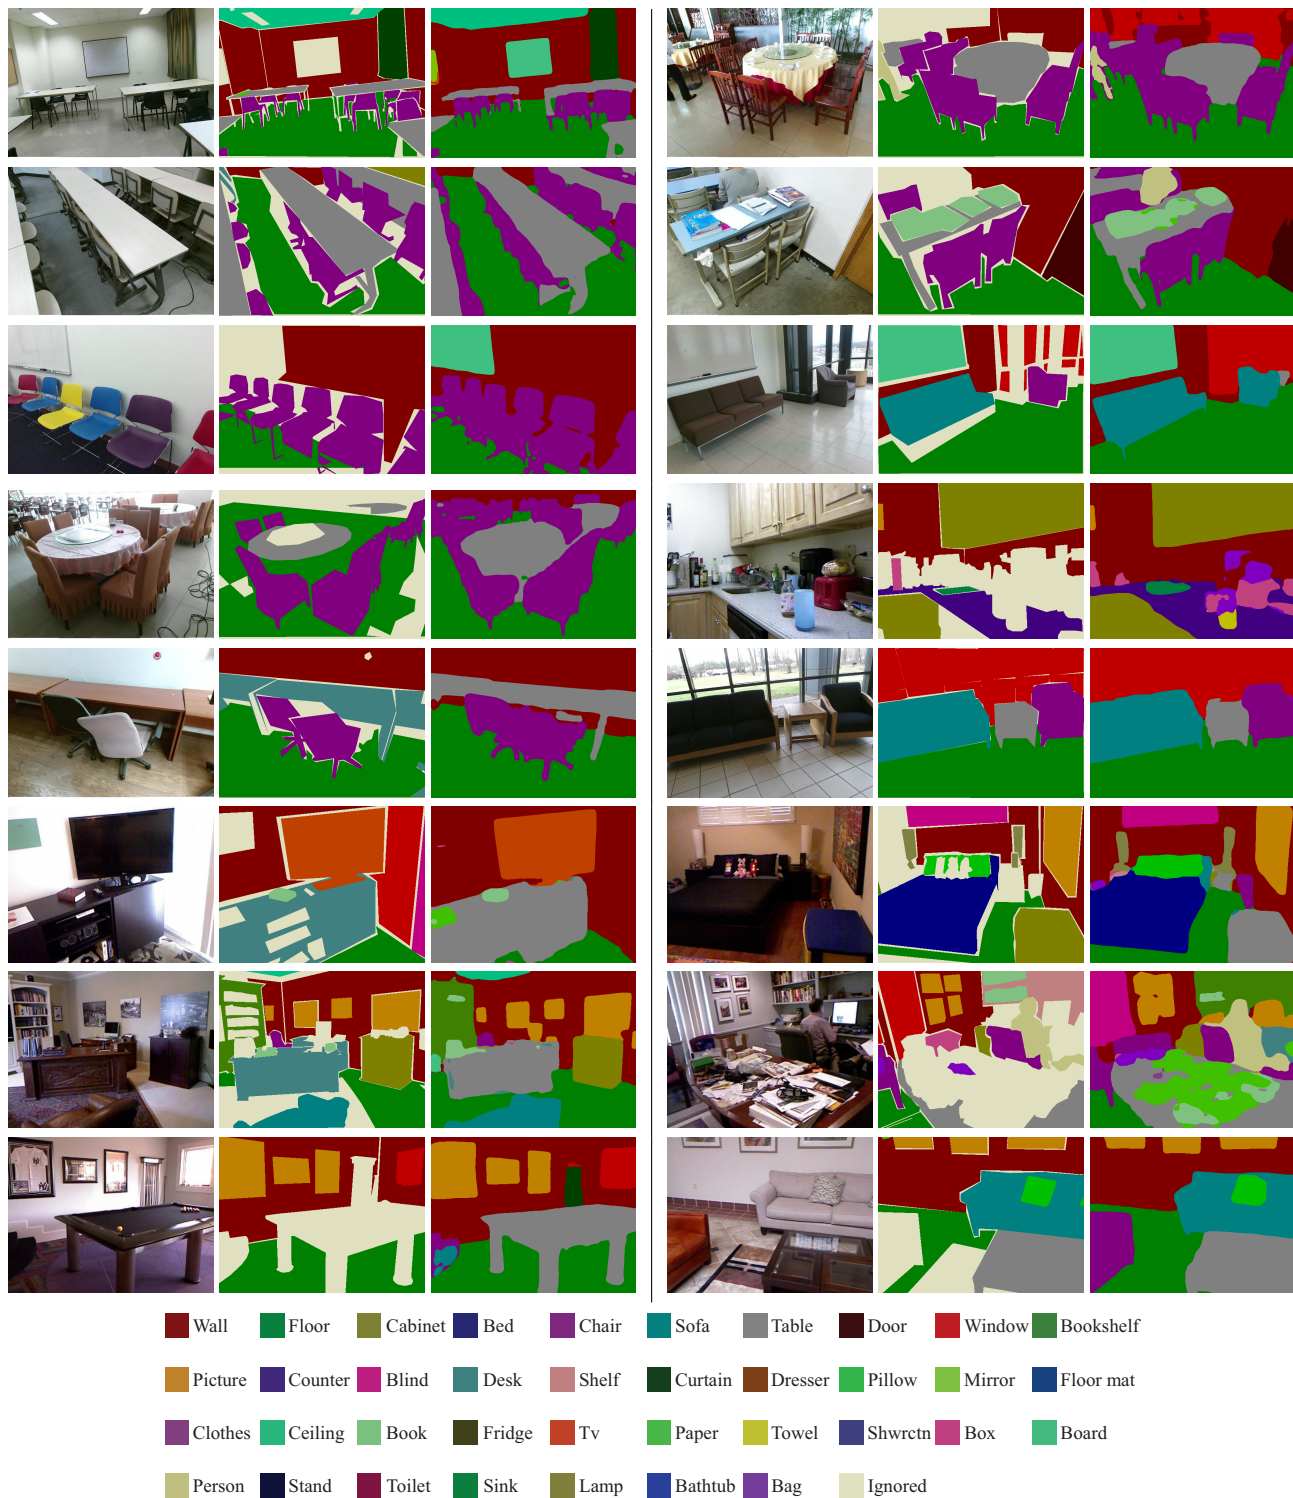 Wall Floor Cabinet Bed Chair Sofa Table Door Window Bookshelf
Picture Counter Blind Desk Shelf Curtain Dresser Pillow Mirror Floor mat
Clothes Ceiling Book Fridge Tv Paper Towel Shwrctn Box Board
Person Stand Toilet Sink Lamp Bathtub Bag Ignored